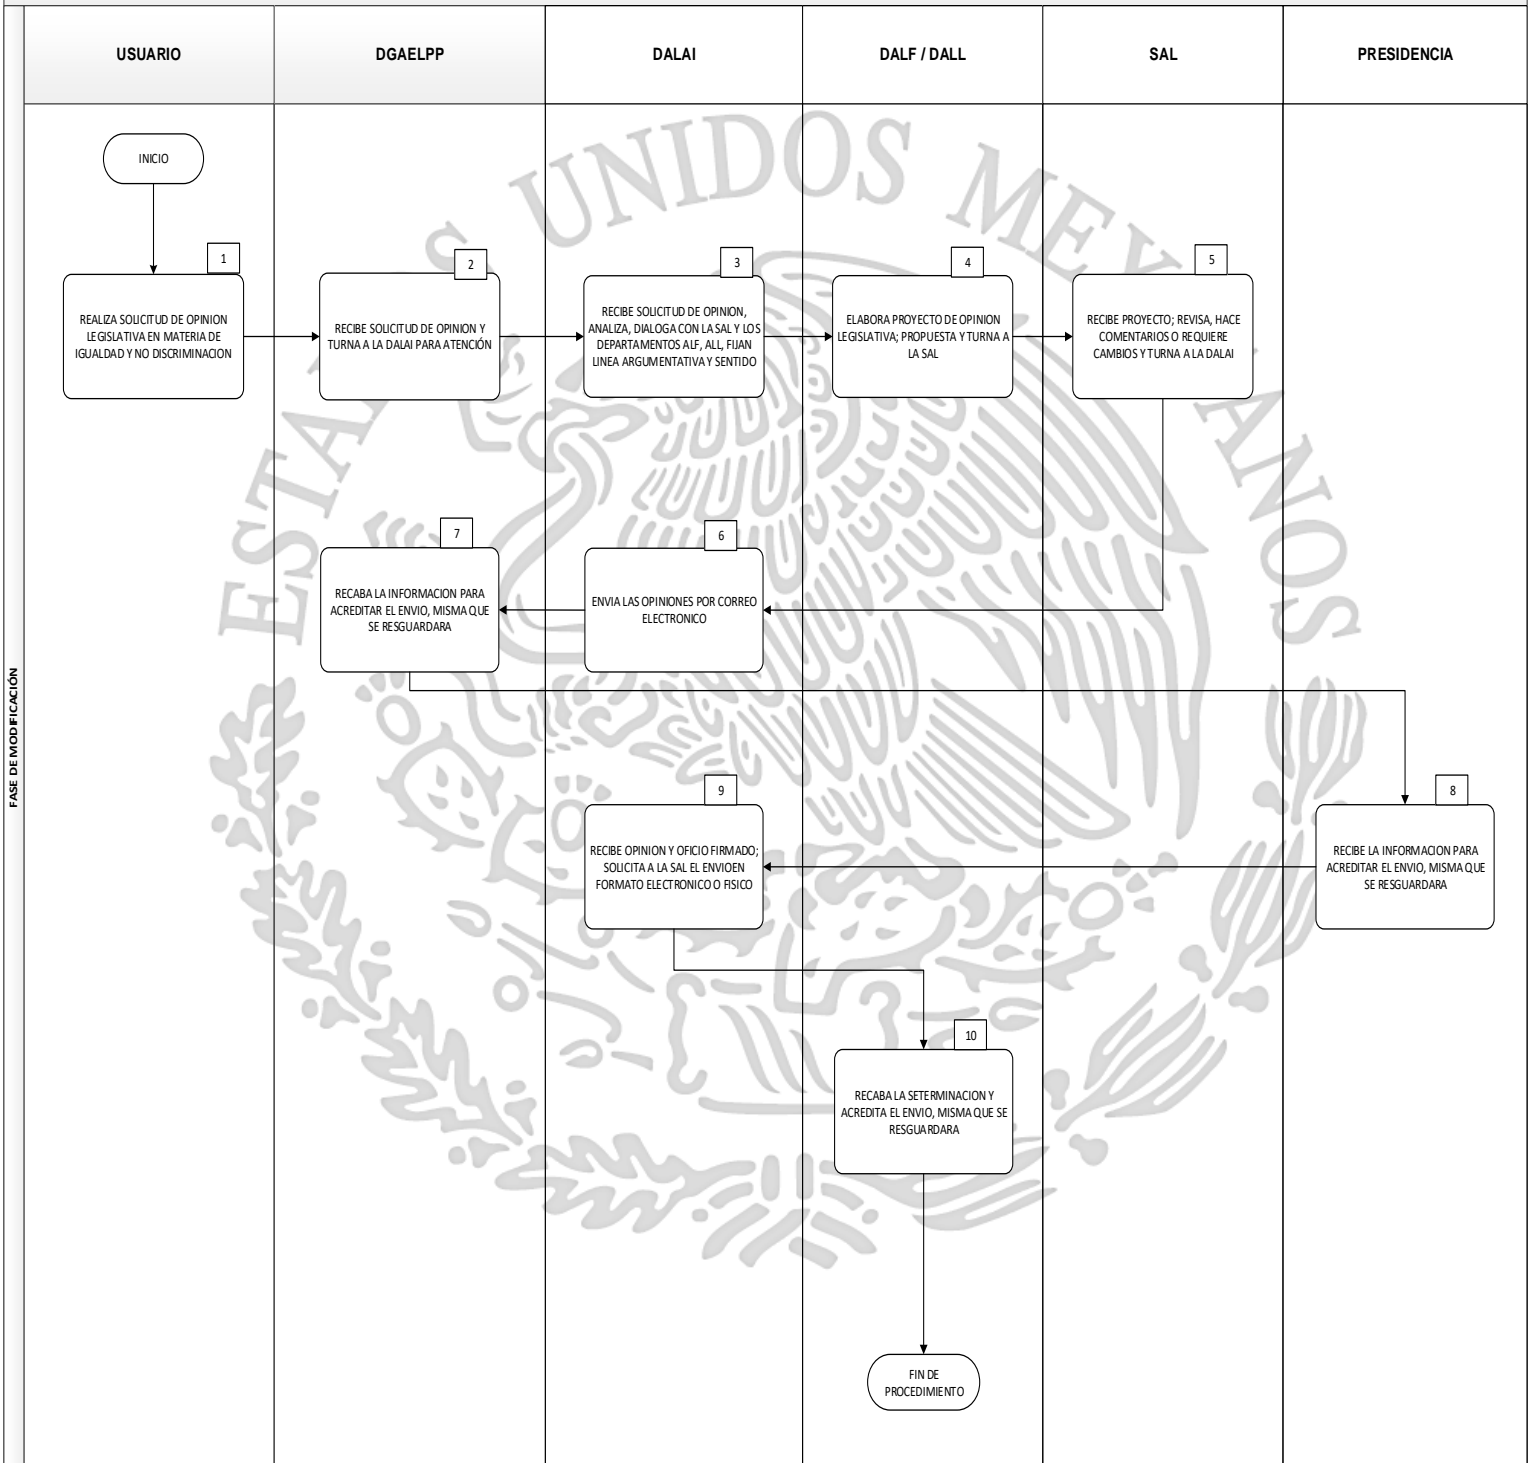 USUARIO
DGAELPP
DALAI
DALF / DALL
SAL
PRESIDENCIA
FASE DE MODIFICACIÓN
ESTADOS UNIDOS MEXICANOS
INICIO
1
REALIZA SOLICITUD DE OPINION
LEGISLATIVA EN MATERIA DE
IGUALDAD Y NO DISCRIMINACION
2
RECIBE SOLICITUD DE OPINION Y
TURNA A LA DALAI PARA ATENCIÓN
3
RECIBE SOLICITUD DE OPINION,
ANALIZA, DIALOGA CON LA SAL Y LOS
DEPARTAMENTOS ALF, ALL, FIJAN
LINEA ARGUMENTATIVA Y SENTIDO
4
ELABORA PROYECTO DE OPINION
LEGISLATIVA; PROPUESTA Y TURNA A
LA SAL
5
RECIBE PROYECTO; REVISA, HACE
COMENTARIOS O REQUIERE
CAMBIOS Y TURNA A LA DALAI
7
RECABA LA INFORMACION PARA
ACREDITAR EL ENVIO, MISMA QUE
SE RESGUARDARA
6
ENVIA LAS OPINIONES POR CORREO
ELECTRONICO
9
RECIBE OPINION Y OFICIO FIRMADO;
SOLICITA A LA SAL EL ENVIOEN
FORMATO ELECTRONICO O FISICO
8
RECIBE LA INFORMACION PARA
ACREDITAR EL ENVIO, MISMA QUE
SE RESGUARDARA
10
RECABA LA SETERMINACION Y
ACREDITA EL ENVIO, MISMA QUE SE
RESGUARDARA
FIN DE
PROCEDIMIENTO